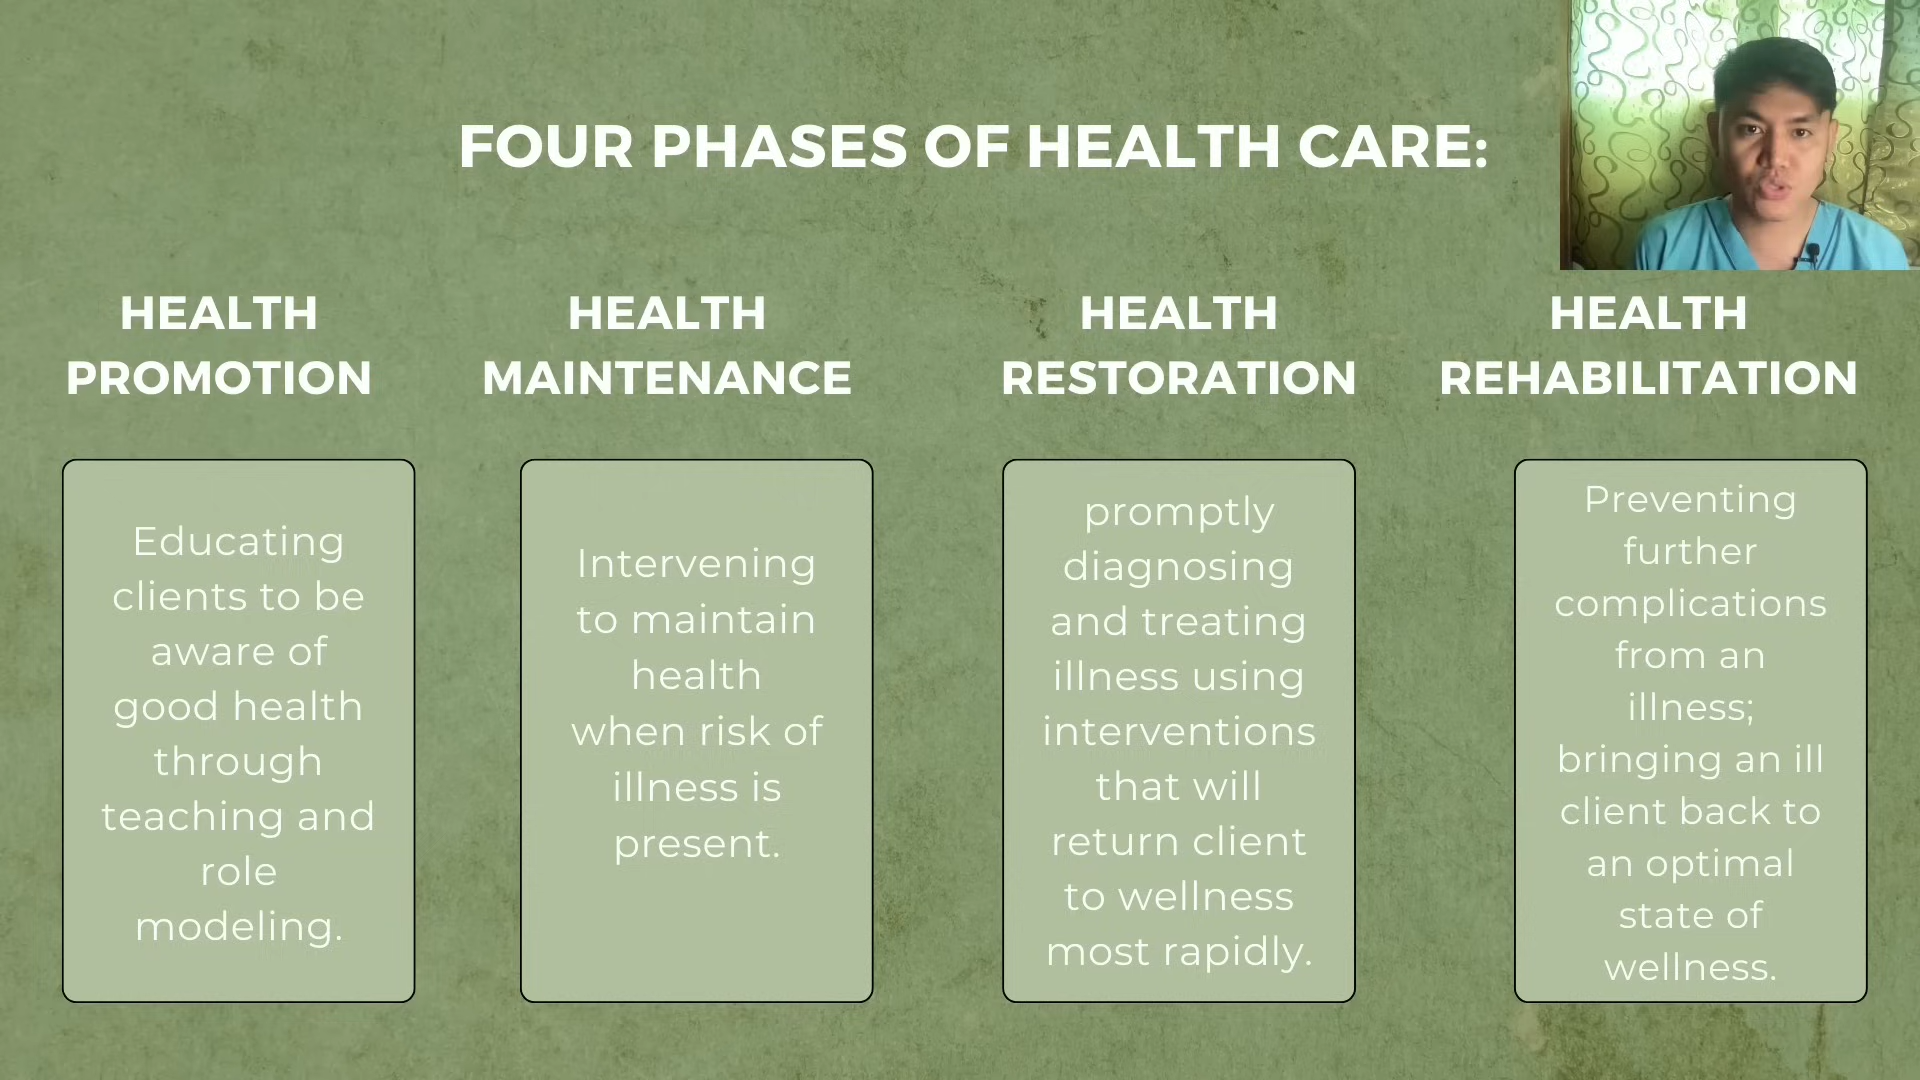 FOUR PHASES OF HEALTH CARE:
HEALTH
PROMOTION
Educating
clients to be
aware of
good health
through
teaching and
role
modeling.
HEALTH
MAINTENANCE
Intervening
to maintain
health
when risk of
illness is
present.
HEALTH
RESTORATION
promptly
diagnosing
and treating
illness using
interventions
that will
return client
to wellness
most rapidly.
HEALTH
REHABILITATION
Preventing
further
complications
from an
illness;
bringing an ill
client back to
an optimal
state of
wellness.